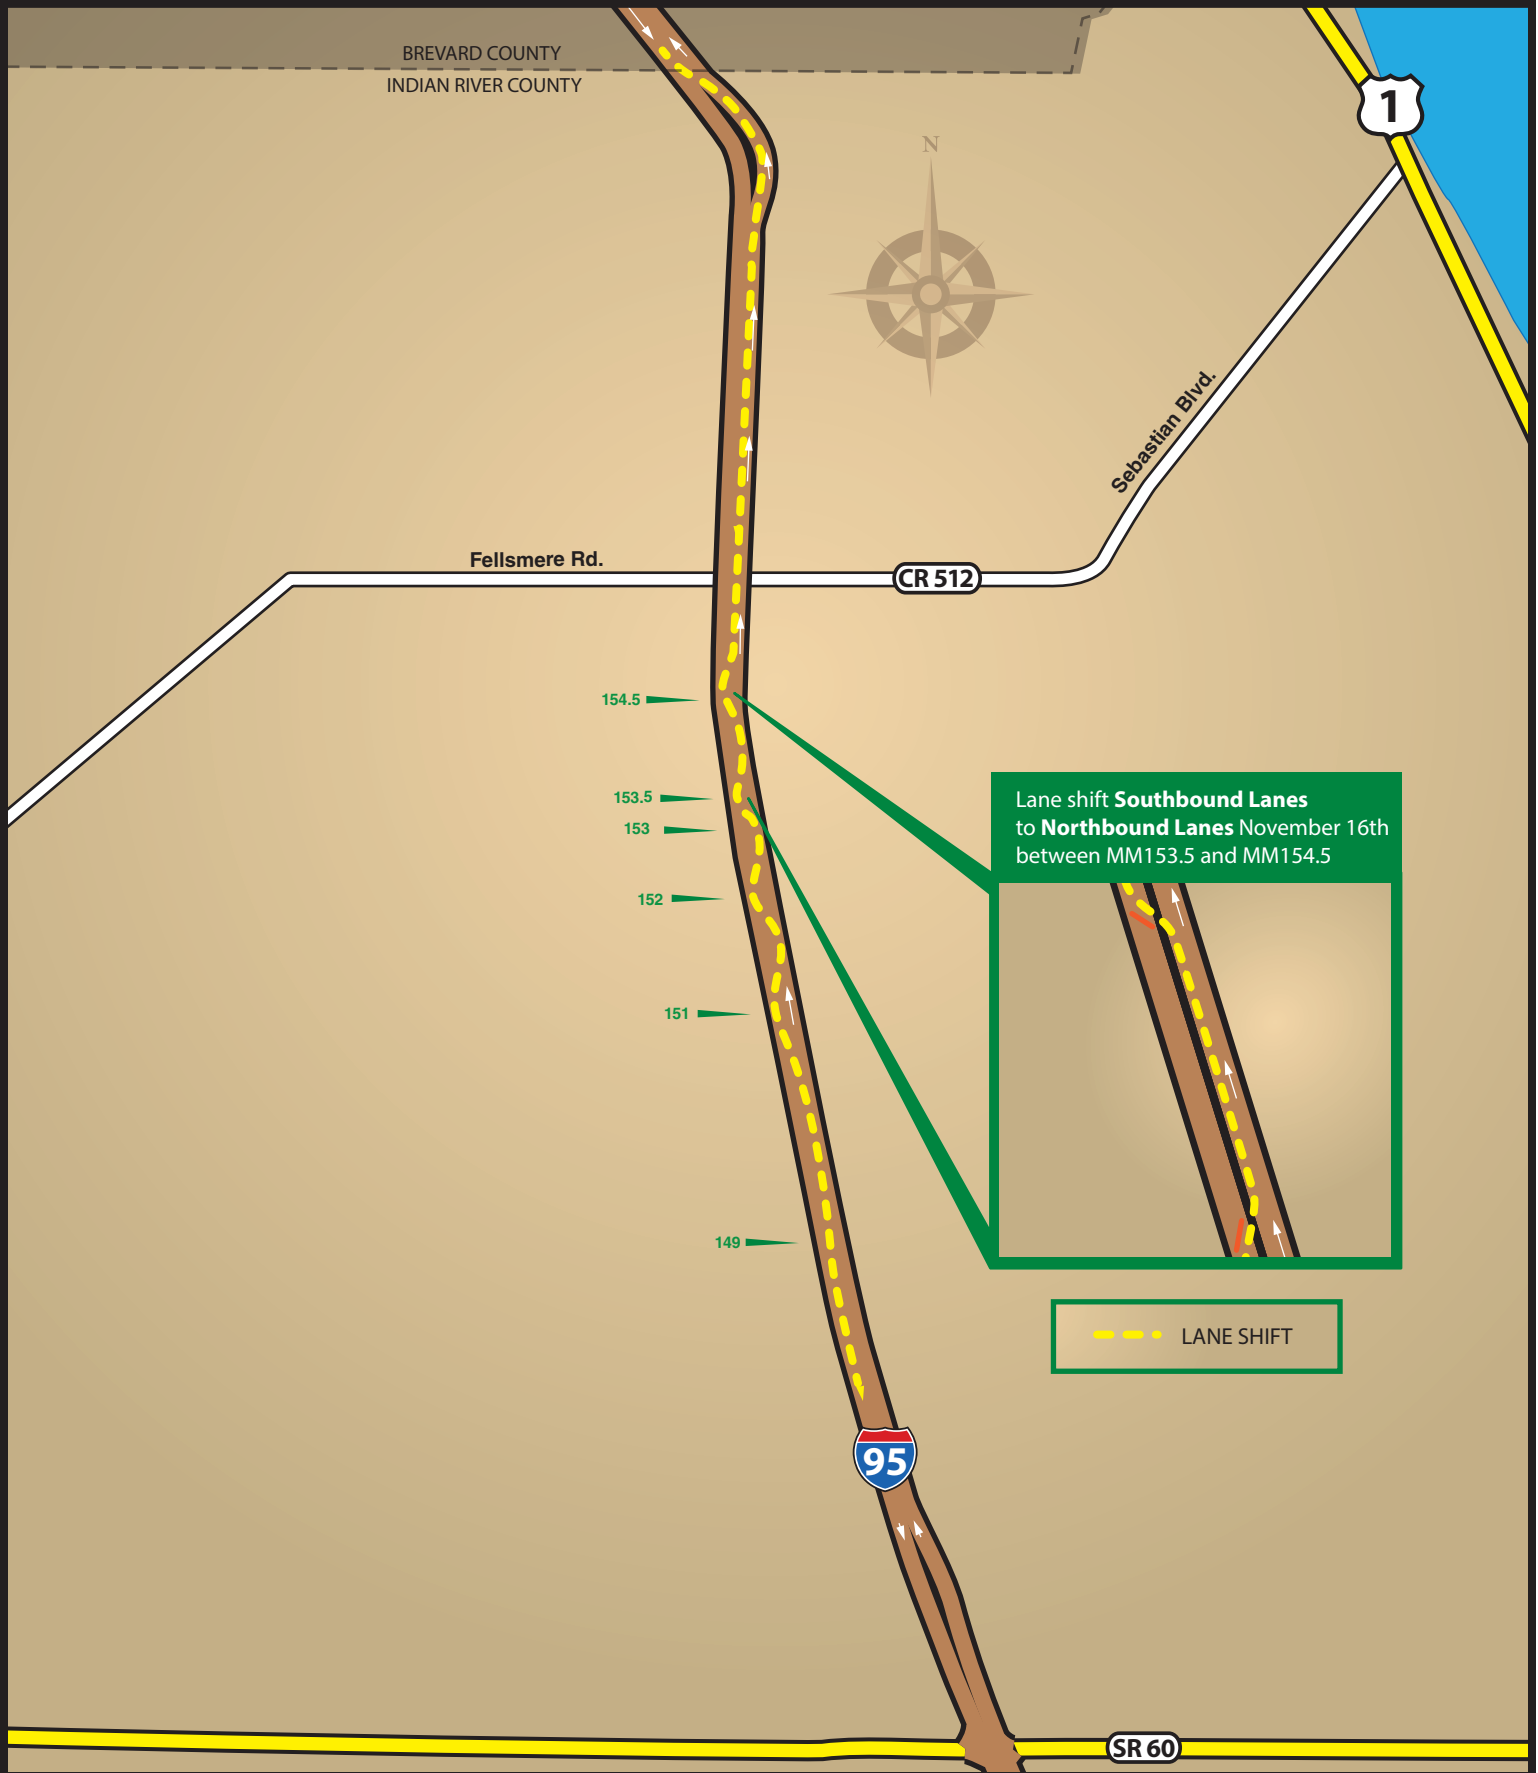 BREVARD COUNTY
INDIAN RIVER COUNTY
1
N
Sebastian Blvd.
Fellsmere Rd.
CR 512
154.5
153.5
153
152
151
149
Lane shift Southbound Lanes
to Northbound Lanes November 16th
between MM153.5 and MM154.5
LANE SHIFT
95
SR 60